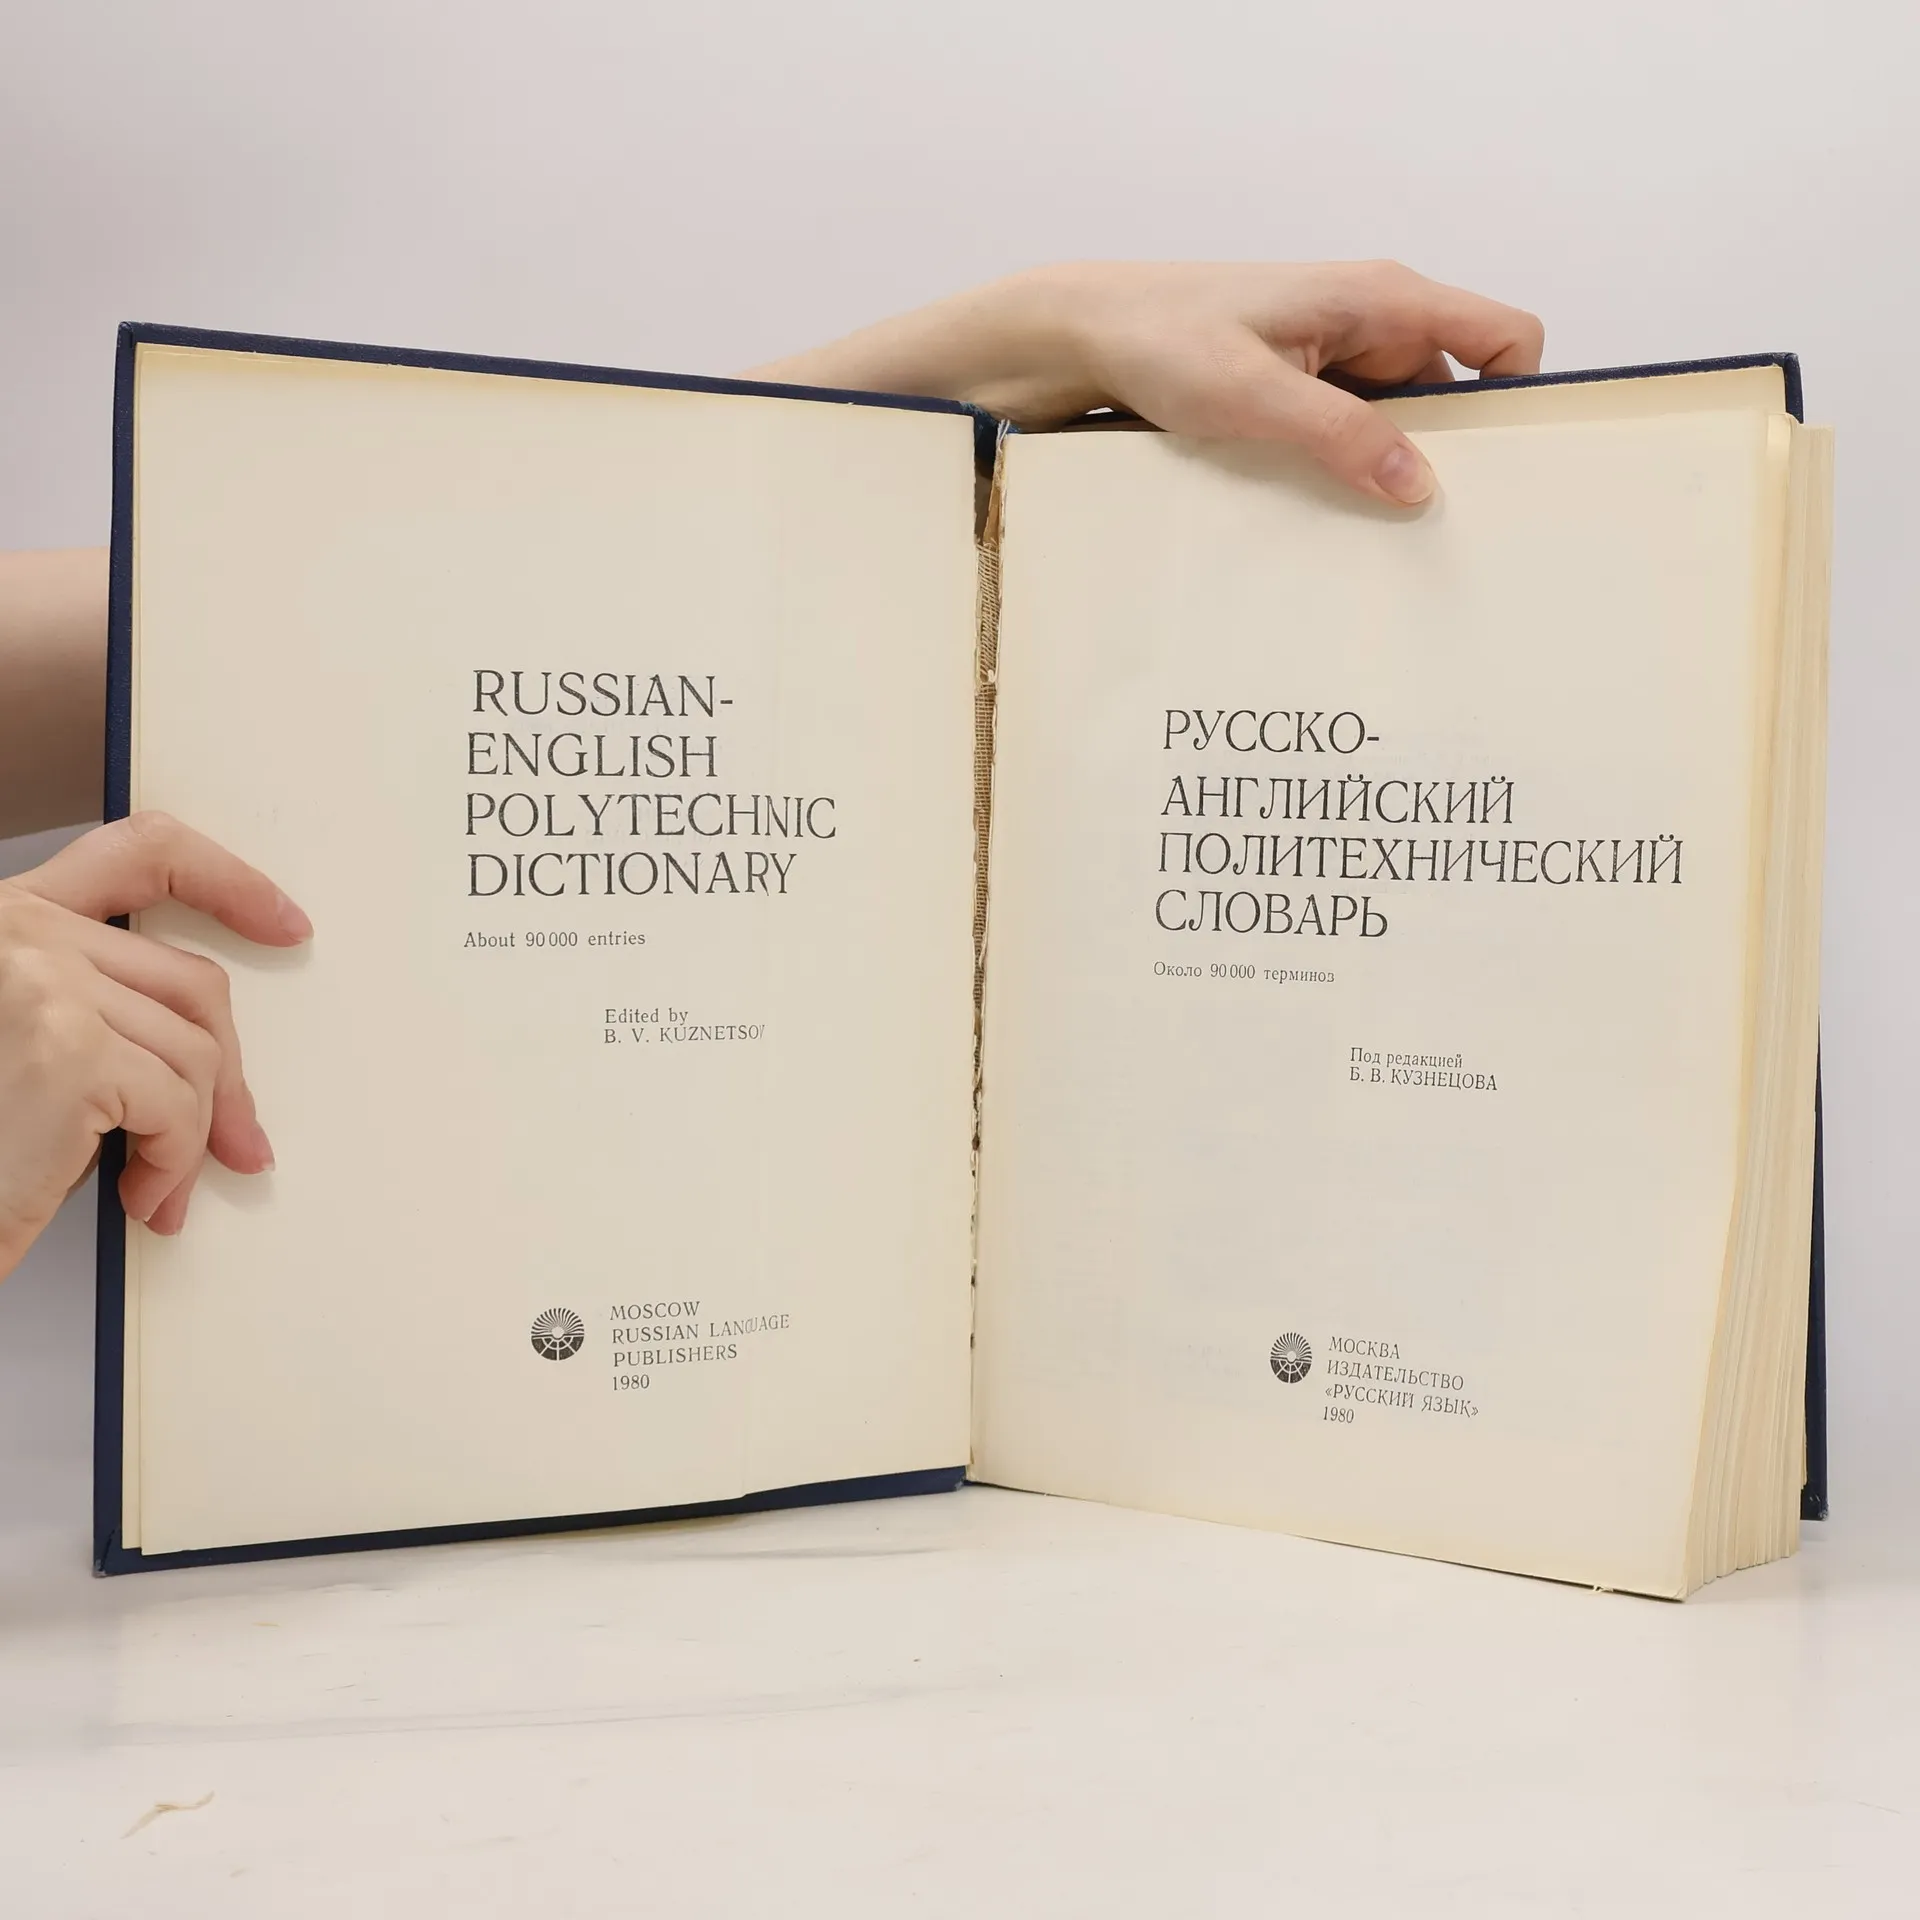 RUSSIAN-
ENGLISH
POLYTECHNIC
DICTIONARY
About 90 000 entries
Edited by
B. V. KUZNETSOV
MOSCOW
RUSSIAN LANGUAGE
PUBLISHERS
1980
РУССКО-
АНГЛИЙСКИЙ
ПОЛИТЕХНИЧЕСКИЙ
СЛОВАРЬ
Около 90 000 терминов
Под редакцией
Б. В. КУЗНЕЦОВА
МОСКВА
ИЗДАТЕЛЬСТВО
«РУССКИЙ ЯЗЫК»
1980